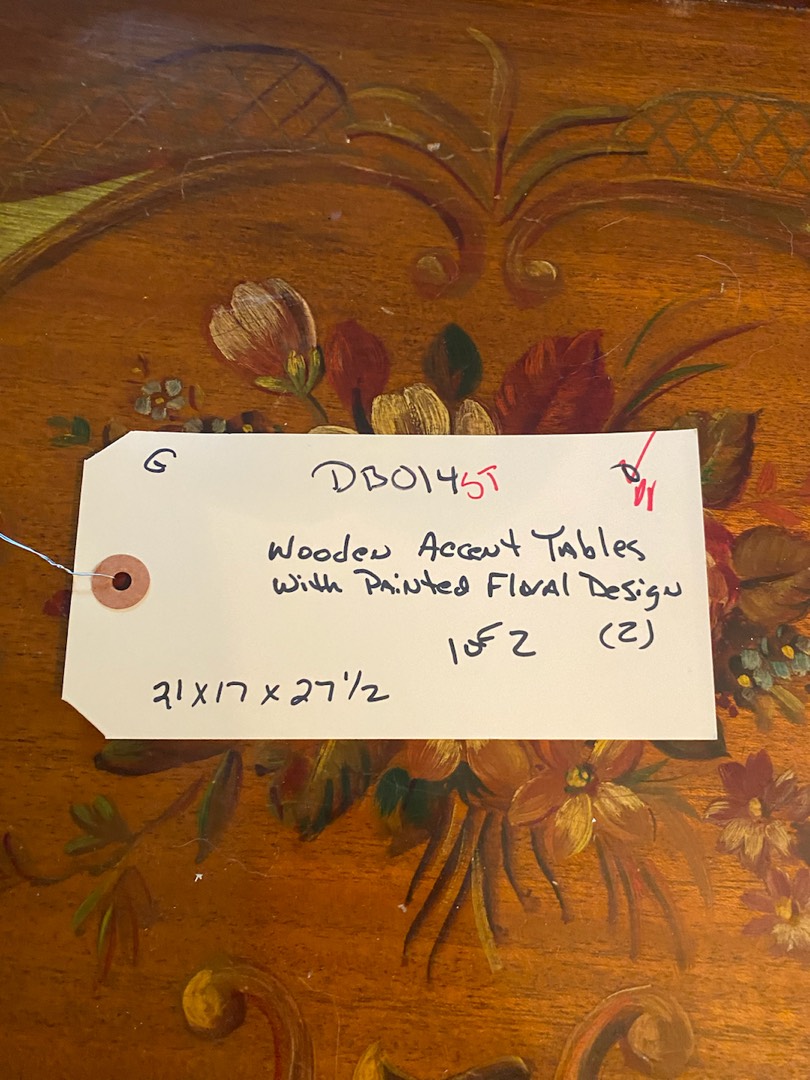 G
DB0145T
Wooden Accent Tables
With Painted Floral Design
1 of 2 (2)
21 x 17 x 27 1/2